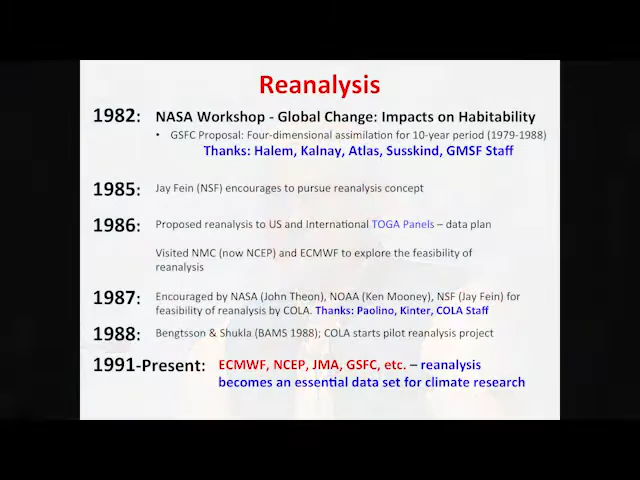 Reanalysis
1982: NASA Workshop - Global Change: Impacts on Habitability
• GSFC Proposal: Four-dimensional assimilation for 10-year period (1979-1988)
Thanks: Halem, Kalnay, Atlas, Susskind, GMSF Staff
1985: Jay Fein (NSF) encourages to pursue reanalysis concept
1986: Proposed reanalysis to US and International TOGA Panels – data plan
Visited NMC (now NCEP) and ECMWF to explore the feasibility of
reanalysis
1987: Encouraged by NASA (John Theon), NOAA (Ken Mooney), NSF (Jay Fein) for
feasibility of reanalysis by COLA. Thanks: Paolino, Kinter, COLA Staff
1988: Bengtsson & Shukla (BAMS 1988); COLA starts pilot reanalysis project
1991-Present: ECMWF, NCEP, JMA, GSFC, etc. – reanalysis
becomes an essential data set for climate research